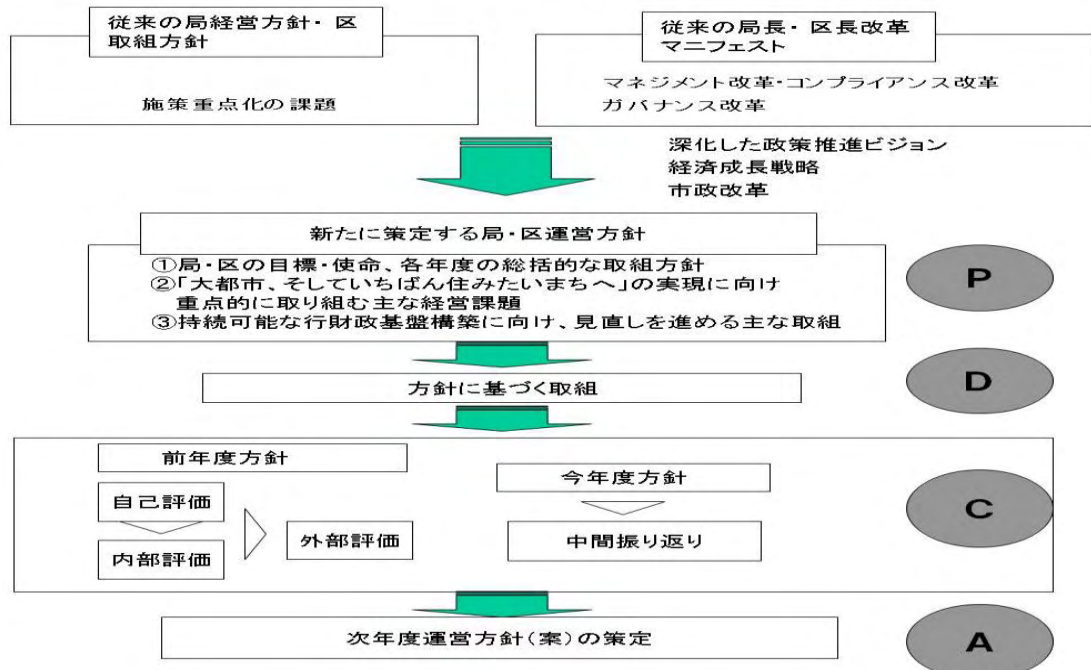 従来の局経営方針・区
取組方針
施策重点化の課題
従来の局長・区長改革
マニフェスト
マネジメント改革・コンプライアンス改革
ガバナンス改革
深化した政策推進ビジョン
経済成長戦略
市政改革
新たに策定する局・区運営方針
①局・区の目標・使命、各年度の総括的な取組方針
②「大都市、そしていちばん住みたいまちへ」の実現に向け
重点的に取り組む主な経営課題
③持続可能な行財政基盤構築に向け、見直しを進める主な取組
P
方針に基づく取組
D
前年度方針
自己評価
内部評価
外部評価
今年度方針
中間振り返り
C
次年度運営方針(案)の策定
A